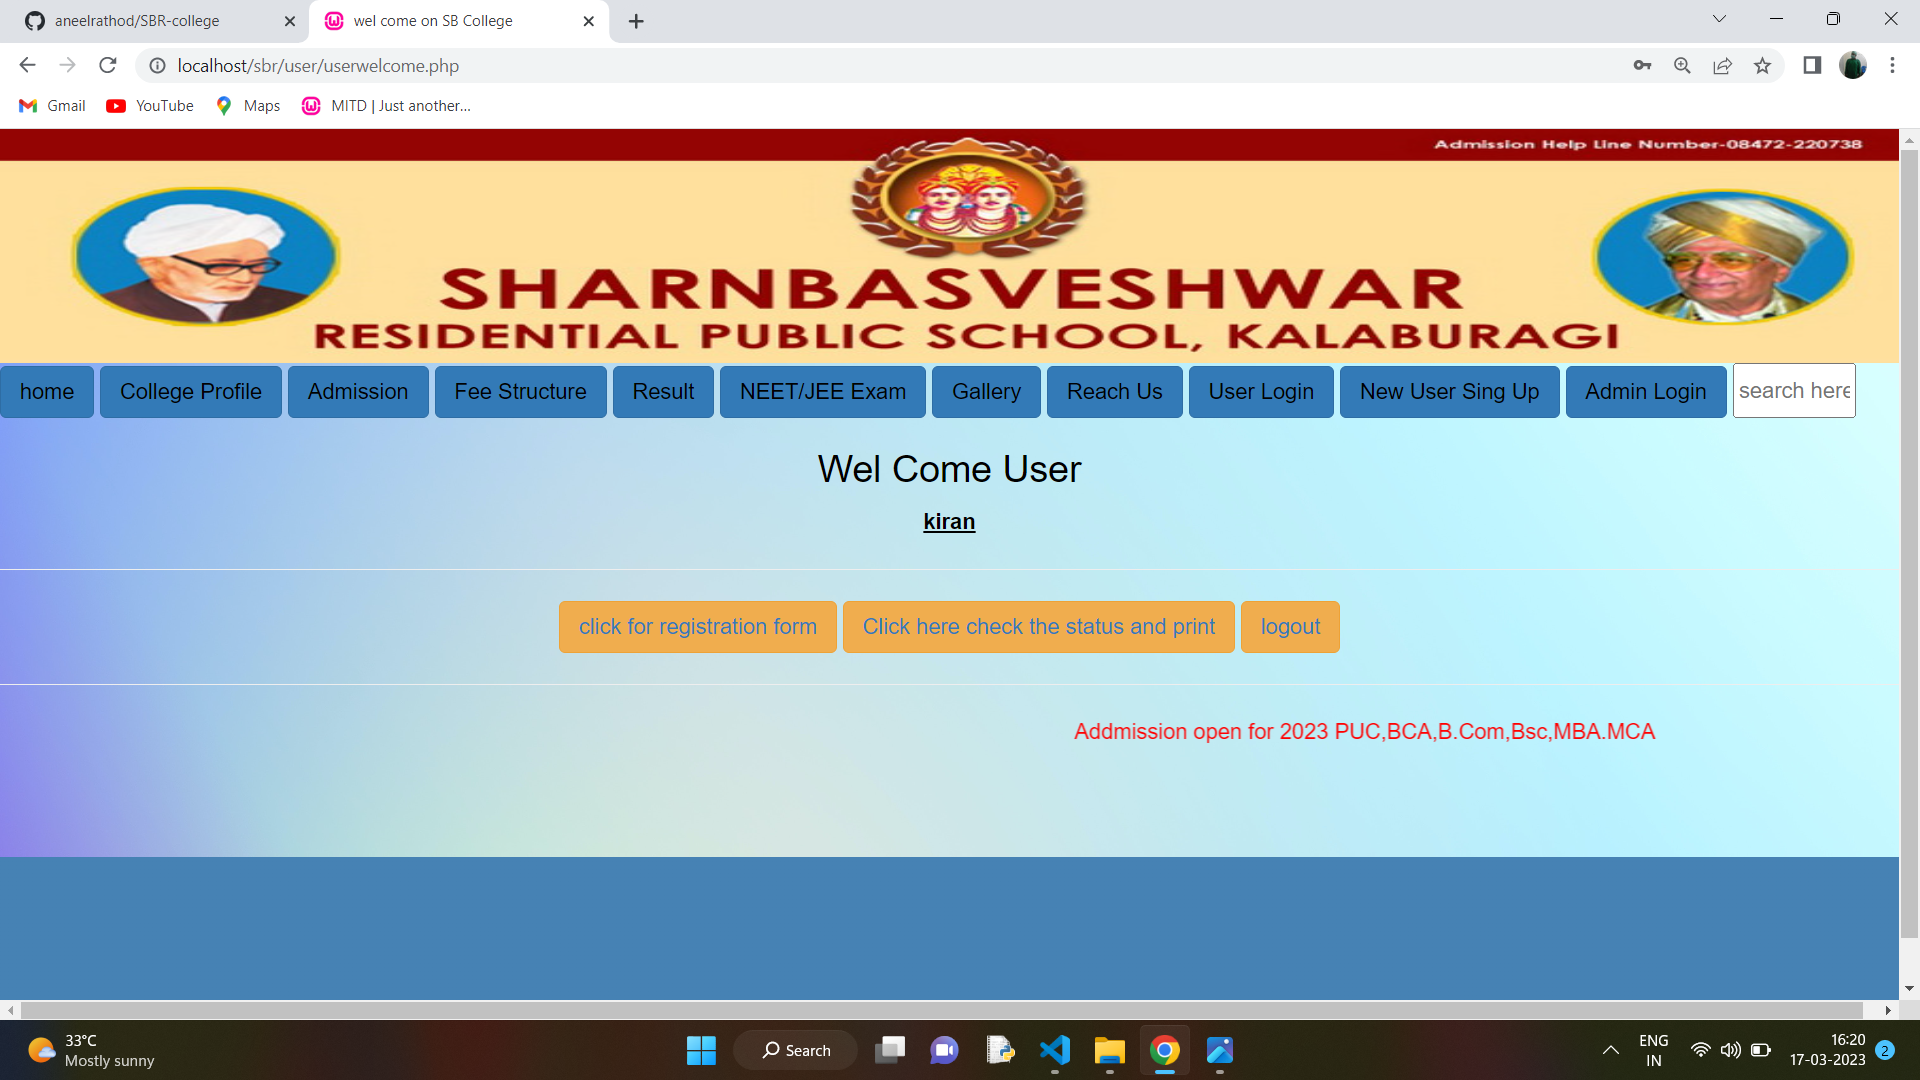 aneelrathod/SBR-college
wel come on SB College
localhost/sbr/user/userwelcome.php
Gmail
YouTube
Maps
MITD | Just another...
Admission Help Line Number-08472-220738
SHARNBASVESHWAR
RESIDENTIAL PUBLIC SCHOOL, KALABURAGI
home
College Profile
Admission
Fee Structure
Result
NEET/JEE Exam
Gallery
Reach Us
User Login
New User Sing Up
Admin Login
search here
Wel Come User
kiran
click for registration form
Click here check the status and print
logout
Addmission open for 2023 PUC,BCA,B.Com,Bsc,MBA.MCA
33°C
Mostly sunny
Search
ENG
IN
16:20
17-03-2023
2